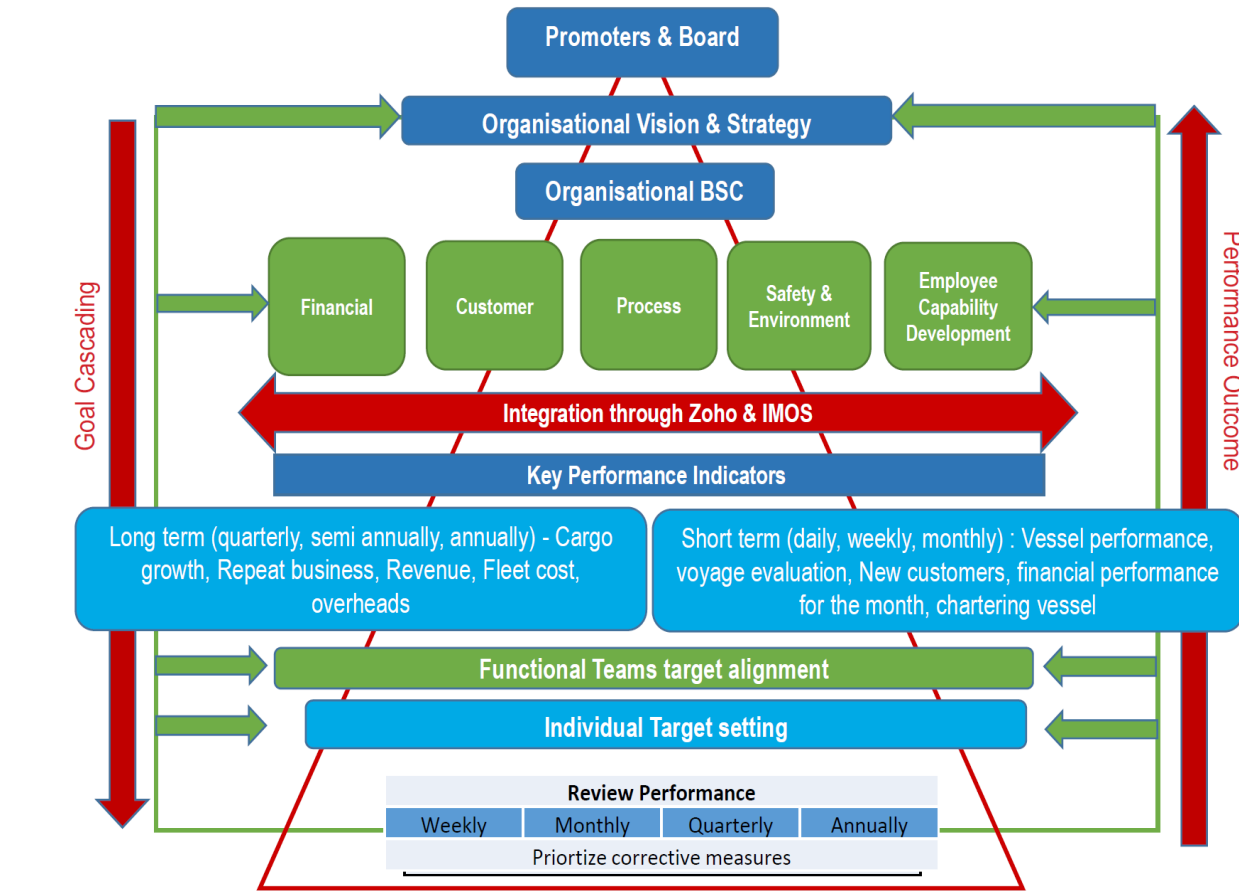 Promoters & Board
Organisational Vision & Strategy
Organisational BSC
Goal Cascading
Performance Outcome
Financial
Customer
Process
Safety &
Environment
Employee
Capability
Development
Integration through Zoho & IMOS
Key Performance Indicators
Long term (quarterly, semi annually, annually) - Cargo
growth, Repeat business, Revenue, Fleet cost,
overheads
Short term (daily, weekly, monthly) : Vessel performance,
voyage evaluation, New customers, financial performance
for the month, chartering vessel
Functional Teams target alignment
Individual Target setting
Review Performance
Weekly Monthly Quarterly Annually
Priortize corrective measures